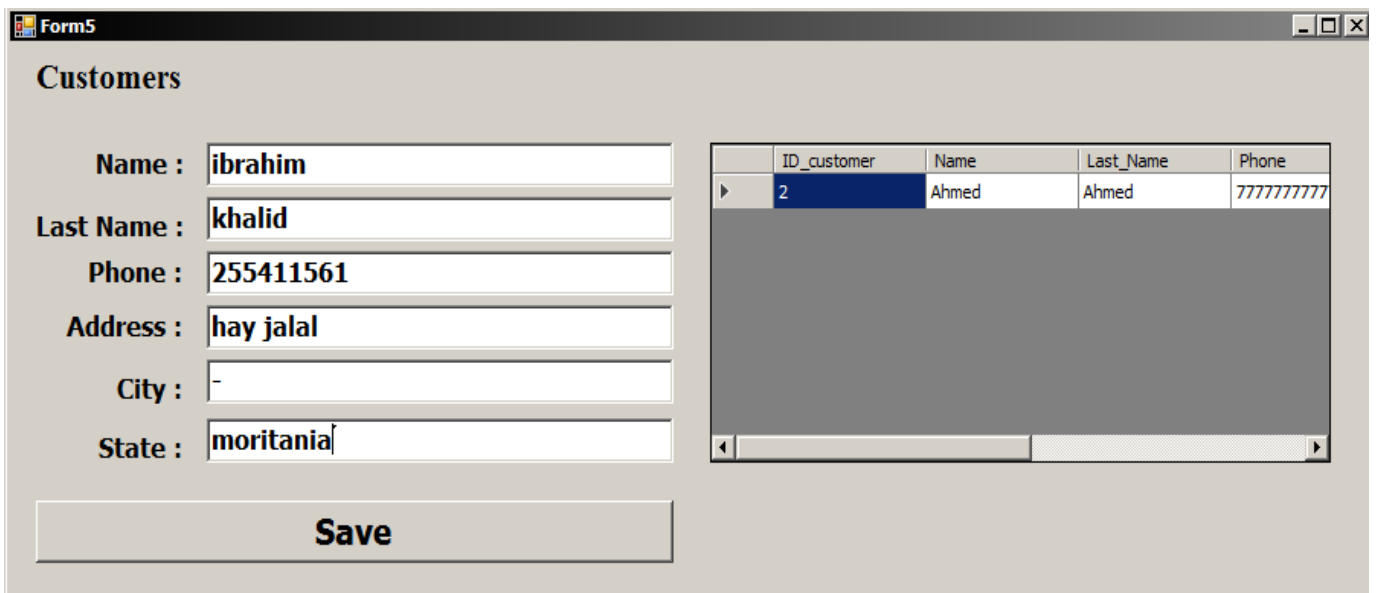 Form5
Customers
Name : ibrahim
Last Name : khalid
Phone : 255411561
Address : hay jalal
City : -
State : moritania
Save
ID_customer Name Last_Name Phone
2 Ahmed Ahmed 7777777777